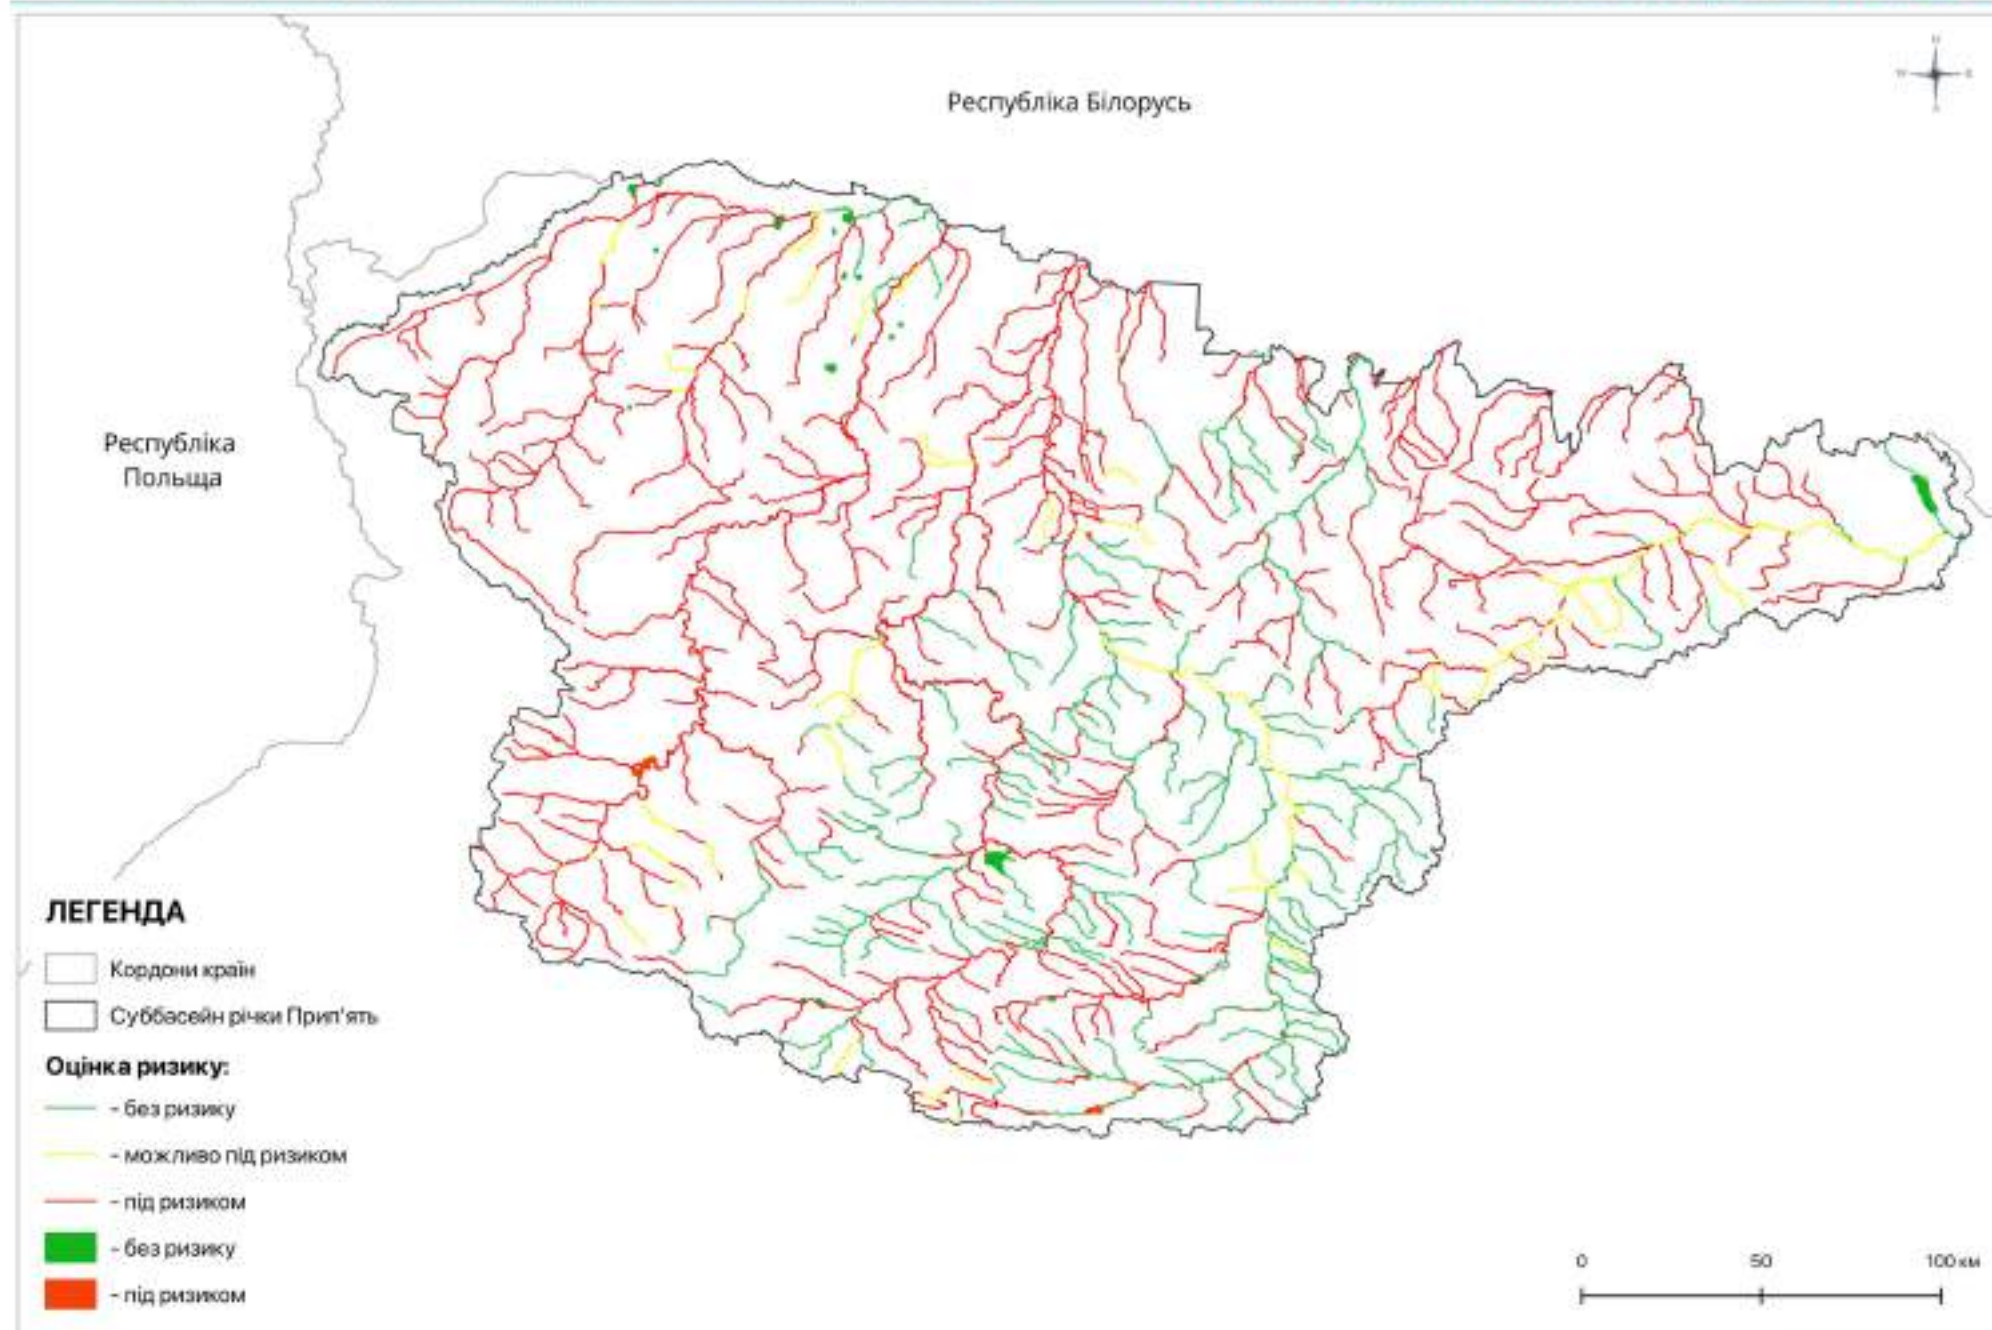 N
W E
Республіка Білорусь
Республіка
Польща
ЛЕГЕНДА
Кордони країн
Суббасейн річки Прип'ять
Оцінка ризику:
- без ризику
- можливо під ризиком
- під ризиком
- без ризику
- під ризиком
0 50 100 км